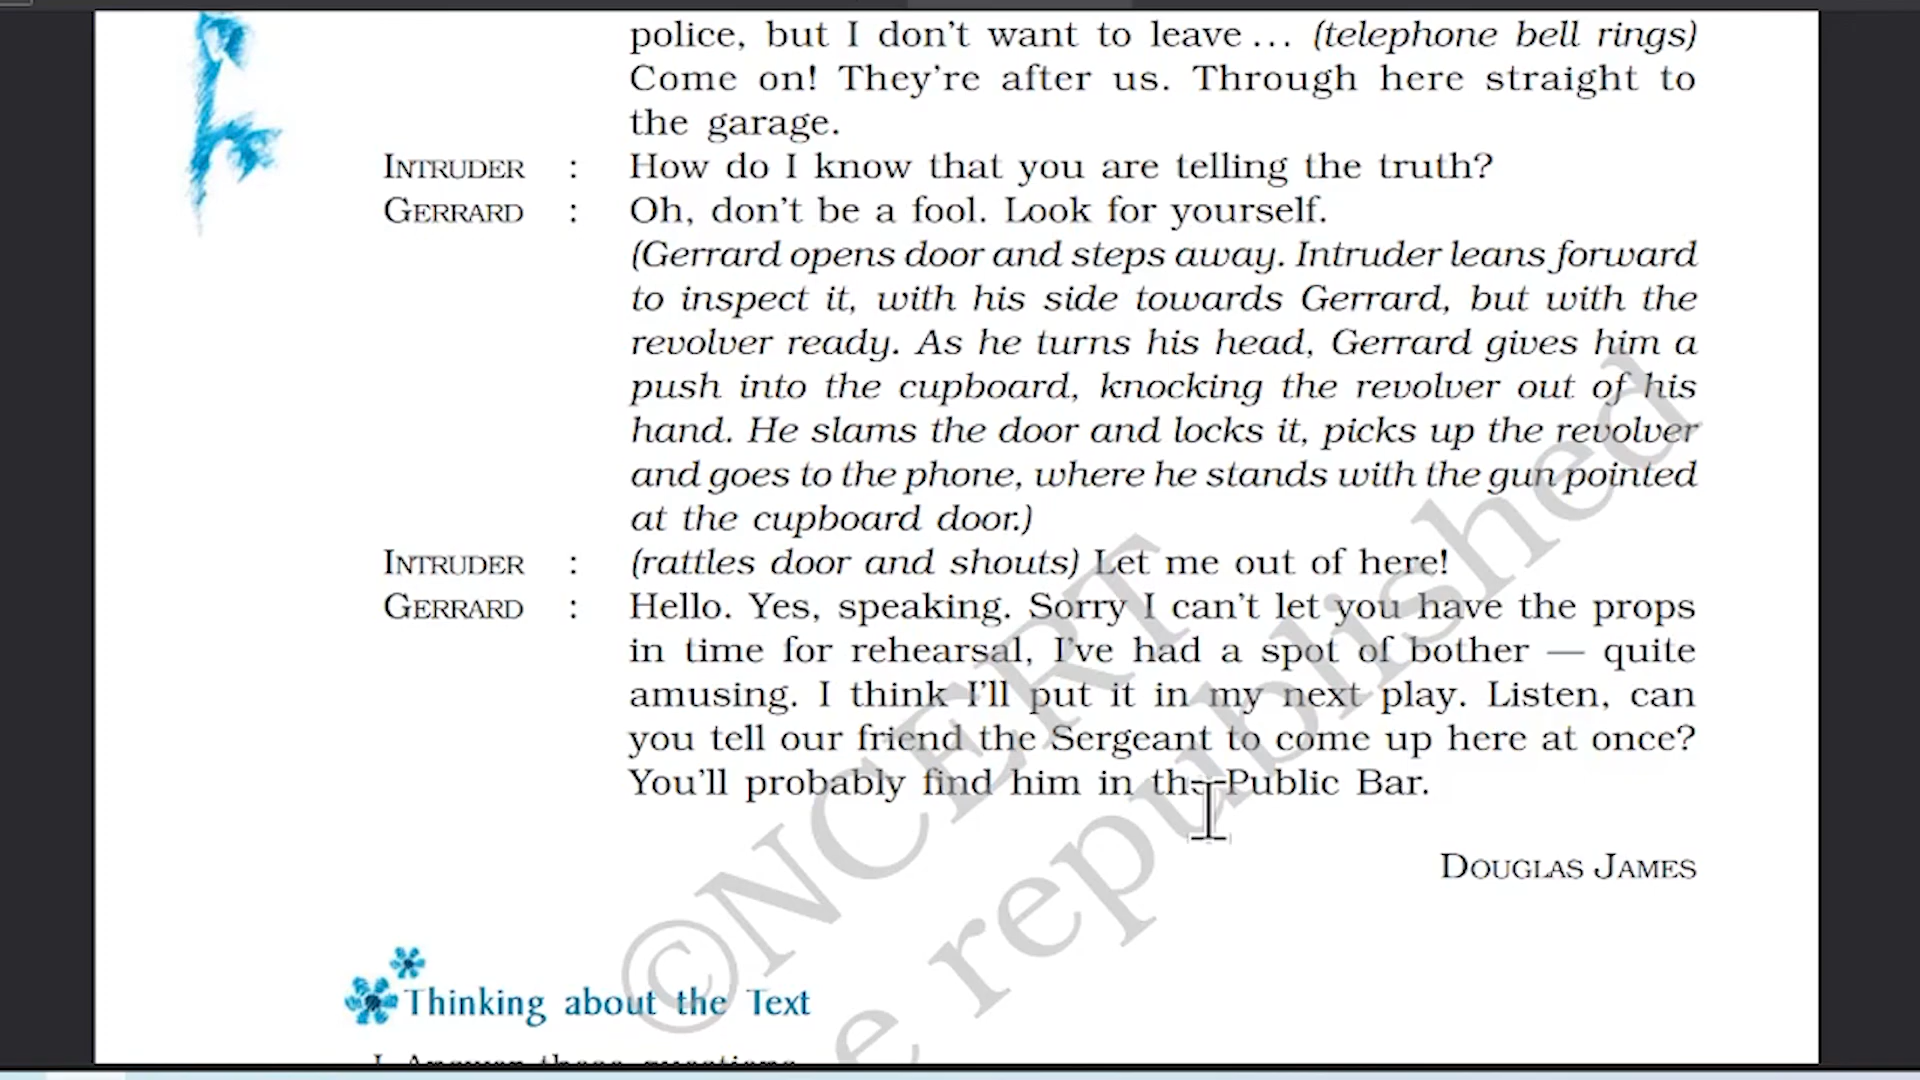 police, but I don't want to leave ... (telephone bell rings)
Come on! They're after us. Through here straight to
the garage.
INTRUDER : How do I know that you are telling the truth?
GERRARD : Oh, don't be a fool. Look for yourself.
(Gerrard opens door and steps away. Intruder leans forward
to inspect it, with his side towards Gerrard, but with the
revolver ready. As he turns his head, Gerrard gives him a
push into the cupboard, knocking the revolver out of his
hand. He slams the door and locks it, picks up the revolver
and goes to the phone, where he stands with the gun pointed
at the cupboard door.)
INTRUDER : (rattles door and shouts) Let me out of here!
GERRARD : Hello. Yes, speaking. Sorry I can't let you have the props
in time for rehearsal, I've had a spot of bother — quite
amusing. I think I'll put it in my next play. Listen, can
you tell our friend the Sergeant to come up here at once?
You'll probably find him in the Public Bar.
DOUGLAS JAMES
Thinking about the Text
I. Answer these questions.
©NCERT
e republished